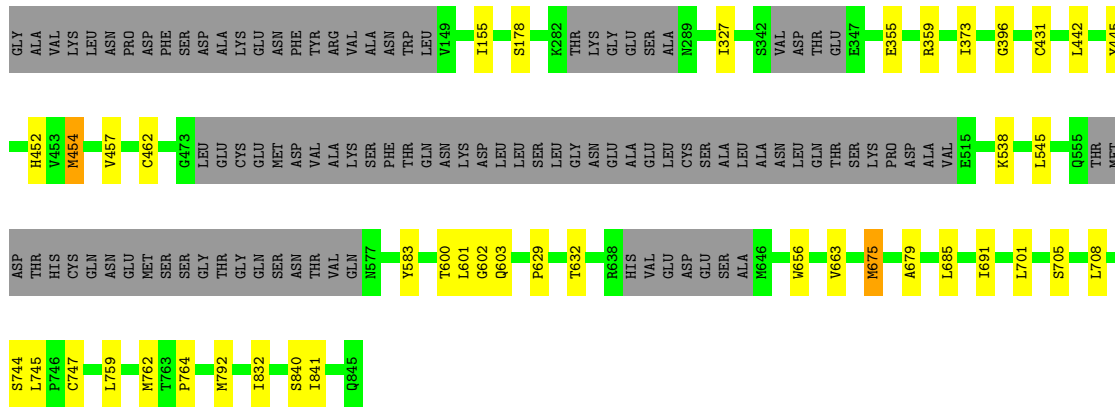 GLY ALA VAL LYS LEU ASN PRO ASP PHE SER ASP ALA LYS GLU ASN PHE TYR ARG VAL ALA ASN TRP LEU V149 I155 S178 K282 THR LYS GLY GLU SER ALA N289 I327 S342 VAL ASP THR GLU E347 E355 R359 I373 G396 C431 L442 Y445
H452 V453 M454 V457 C462 G473 LEU GLU CYS GLU MET ASP VAL ALA LYS SER PHE THR GLN ASN LYS ASP LEU LEU SER LEU GLY ASN GLU ALA GLU LEU CYS SER ALA LEU ALA ASN LEU GLN THR SER LYS PRO ASP ALA VAL E515 K538 L545 Q555 THR MET
ASP THR HIS CYS GLN ASN GLU MET SER SER GLY THR GLY GLN SER ASN THR VAL GLN N577 Y583 T600 L601 G602 Q603 P629 T632 R638 HIS VAL GLU ASP GLU SER ALA M646 W656 V663 M675 A679 L685 I691 L701 S705 L708
S744 L745 P746 C747 L759 M762 T763 P764 M792 I832 S840 I841 Q845